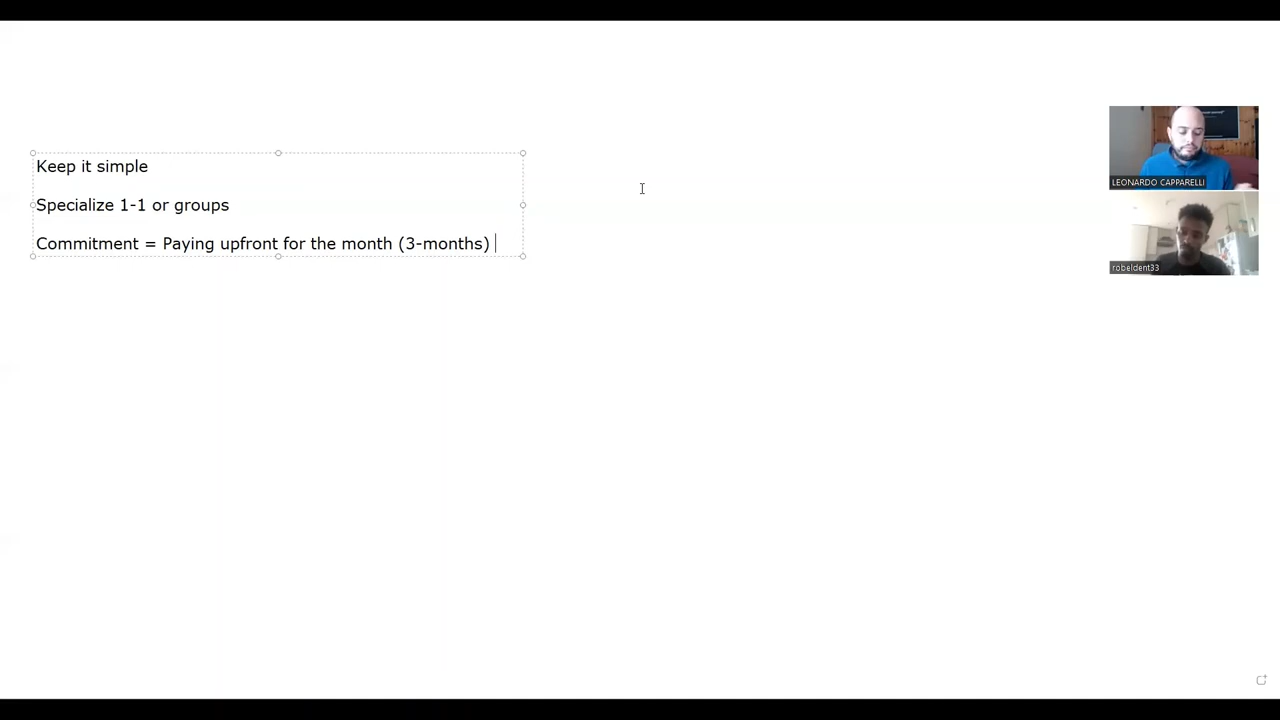 Keep it simple
Specialize 1-1 or groups
Commitment = Paying upfront for the month (3-months)
LEONARDO CAPPARELLI
robeldent33